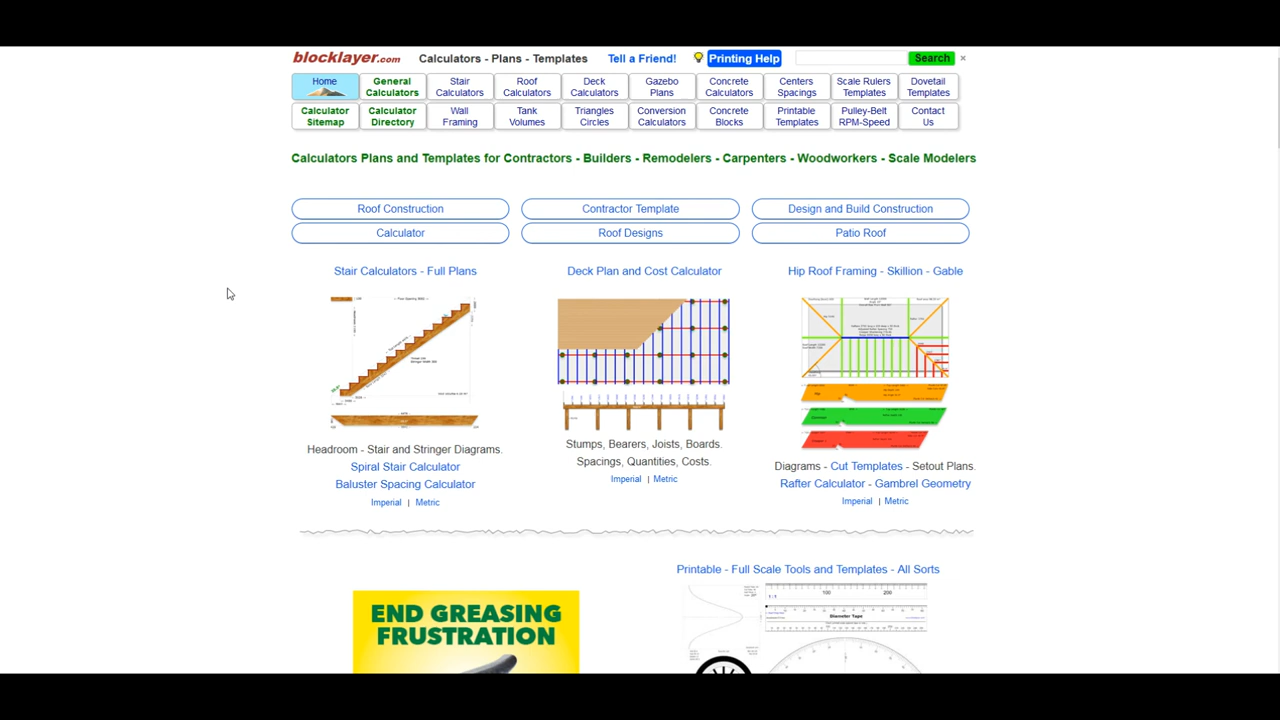 blocklayer.com
Calculators - Plans - Templates
Tell a Friend!
Printing Help
Search
×
Home
General
Calculators
Stair
Calculators
Roof
Calculators
Deck
Calculators
Gazebo
Plans
Concrete
Calculators
Centers
Spacings
Scale Rulers
Templates
Dovetail
Templates
Calculator
Sitemap
Calculator
Directory
Wall
Framing
Tank
Volumes
Triangles
Circles
Conversion
Calculators
Concrete
Blocks
Printable
Templates
Pulley-Belt
RPM-Speed
Contact
Us
Calculators Plans and Templates for Contractors - Builders - Remodelers - Carpenters - Woodworkers - Scale Modelers
Roof Construction
Contractor Template
Design and Build Construction
Calculator
Roof Designs
Patio Roof
Stair Calculators - Full Plans
Headroom - Stair and Stringer Diagrams.
Spiral Stair Calculator
Baluster Spacing Calculator
Imperial | Metric
Deck Plan and Cost Calculator
Stumps, Bearers, Joists, Boards.
Spacings, Quantities, Costs.
Imperial | Metric
Hip Roof Framing - Skillion - Gable
Diagrams - Cut Templates - Setout Plans.
Rafter Calculator - Gambrel Geometry
Imperial | Metric
END GREASING
FRUSTRATION
Printable - Full Scale Tools and Templates - All Sorts
100
200
1:1
Diameter Tape